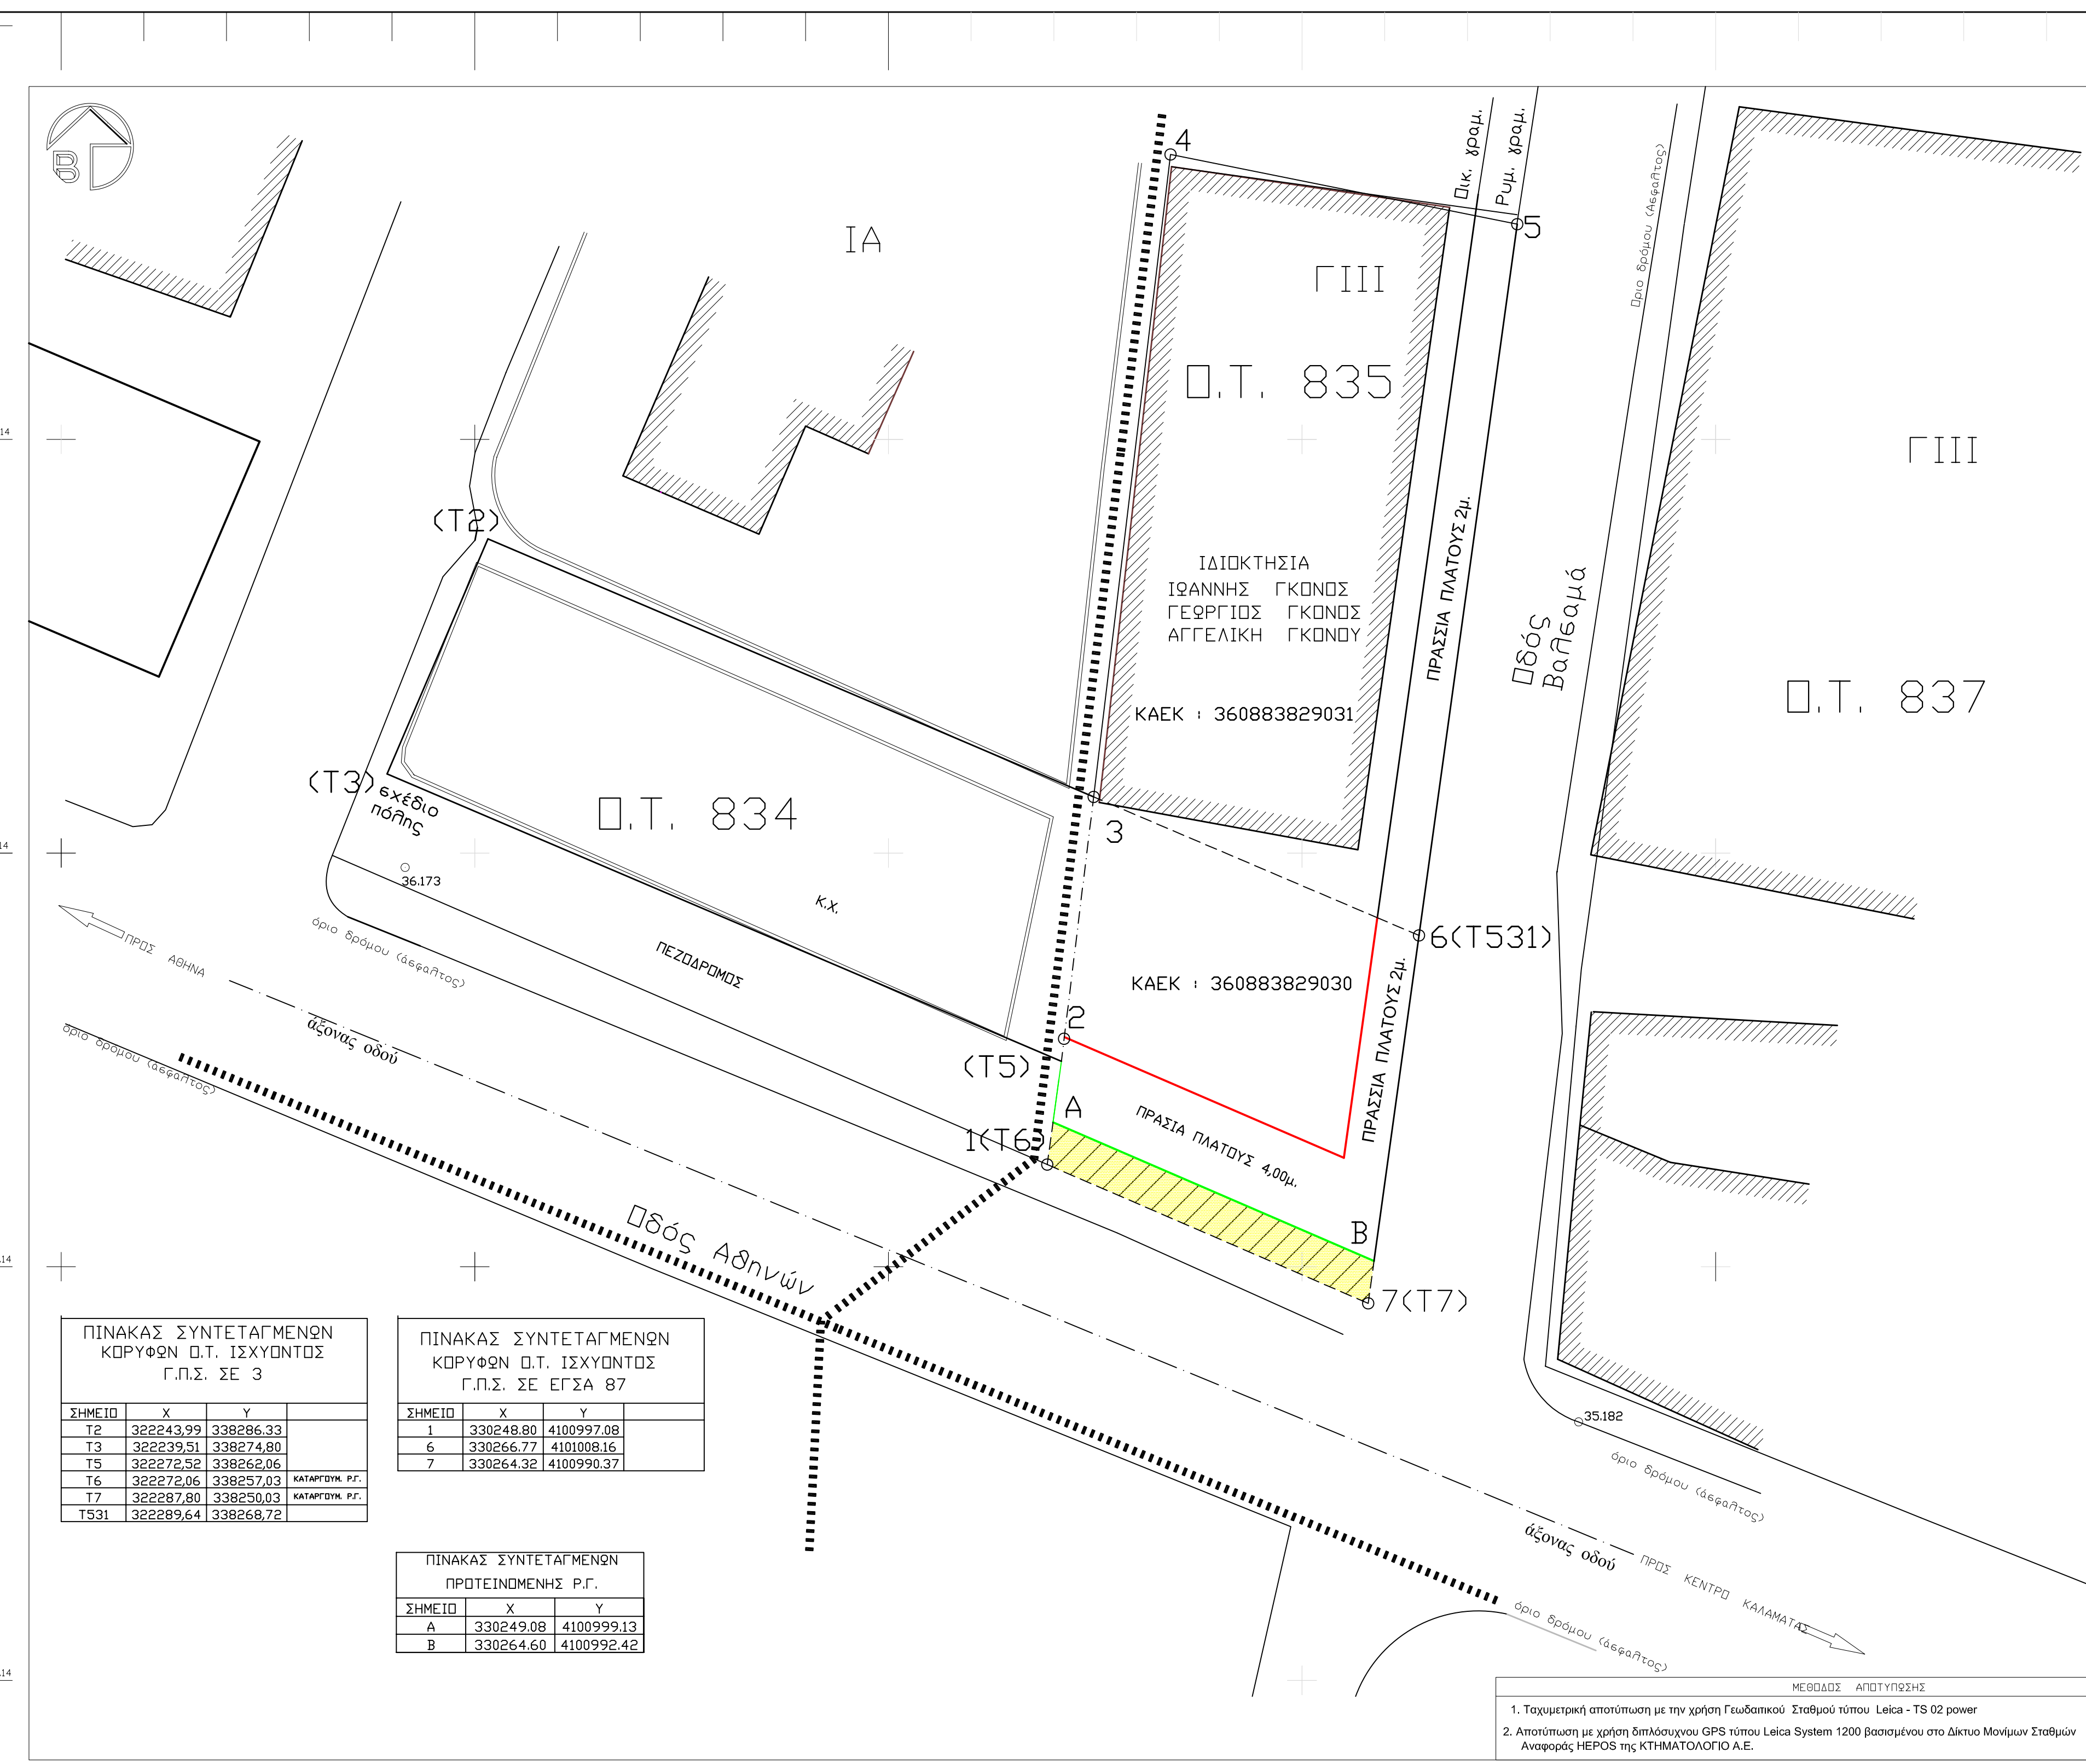 Β
4
5
Οικ. γραμ.
Ρυμ. γραμ.
Όριο δρόμου (Ασφαλτος)
ΙΑ
ΓΙΙΙ
Ο.Τ. 835
ΓΙΙΙ
(Τ2)
ΙΔΙΟΚΤΗΣΙΑ
ΙΩΑΝΝΗΣ ΓΚΟΝΟΣ
ΓΕΩΡΓΙΟΣ ΓΚΟΝΟΣ
ΑΓΓΕΛΙΚΗ ΓΚΟΝΟΥ
ΠΡΑΣΣΙΑ ΠΛΑΤΟΥΣ 2μ.
Οδός
Βαλσαμά
Ο.Τ. 837
ΚΑΕΚ : 360883829031
(Τ3)
σχέδιο
πόλης
Ο.Τ. 834
3
36.173
Κ.Χ.
όριο δρόμου (άσφαλτος)
ΠΡΟΣ ΑΘΗΝΑ
ΠΕΖΟΔΡΟΜΟΣ
6(Τ531)
ΚΑΕΚ : 360883829030
ΠΡΑΣΣΙΑ ΠΛΑΤΟΥΣ 2μ.
2
άξονας οδού
όριο δρόμου (άσφαλτος)
(Τ5)
Α
ΠΡΑΣΙΑ ΠΛΑΤΟΥΣ 4,00μ.
1(Τ6)
Β
Οδός Αθηνών
7(Τ7)
ΠΙΝΑΚΑΣ ΣΥΝΤΕΤΑΓΜΕΝΩΝ
ΚΟΡΥΦΩΝ Ο.Τ. ΙΣΧΥΟΝΤΟΣ
Γ.Π.Σ. ΣΕ 3
ΣΗΜΕΙΟ Χ Υ
Τ2 322243,99 338286.33
Τ3 322239,51 338274,80
Τ5 322272,52 338262,06
Τ6 322272,06 338257,03 ΚΑΤΑΡΓΟΥΜ. Ρ.Γ.
Τ7 322287,80 338250,03 ΚΑΤΑΡΓΟΥΜ. Ρ.Γ.
Τ531 322289,64 338268,72
ΠΙΝΑΚΑΣ ΣΥΝΤΕΤΑΓΜΕΝΩΝ
ΚΟΡΥΦΩΝ Ο.Τ. ΙΣΧΥΟΝΤΟΣ
Γ.Π.Σ. ΣΕ ΕΓΣΑ 87
ΣΗΜΕΙΟ Χ Υ
1 330248.80 4100997.08
6 330266.77 4101008.16
7 330264.32 4100990.37
ΠΙΝΑΚΑΣ ΣΥΝΤΕΤΑΓΜΕΝΩΝ
ΠΡΟΤΕΙΝΟΜΕΝΗΣ Ρ.Γ.
ΣΗΜΕΙΟ Χ Υ
Α 330249.08 4100999.13
Β 330264.60 4100992.42
35.182
όριο δρόμου (άσφαλτος)
άξονας οδού
ΠΡΟΣ ΚΕΝΤΡΟ ΚΑΛΑΜΑΤΑΣ
όριο δρόμου (άσφαλτος)
ΜΕΘΟΔΟΣ ΑΠΟΤΥΠΩΣΗΣ
1. Ταχυμετρική αποτύπωση με την χρήση Γεωδαιτικού Σταθμού τύπου Leica - TS 02 power
2. Αποτύπωση με χρήση διπλόσυχνου GPS τύπου Leica System 1200 βασισμένου στο Δίκτυο Μονίμων Σταθμών
Αναφοράς HEPOS της ΚΤΗΜΑΤΟΛΟΓΙΟ Α.Ε.